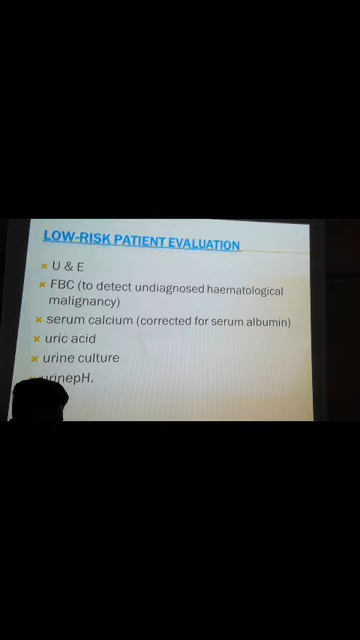 LOW-RISK PATIENT EVALUATION
U & E
FBC (to detect undiagnosed haematological
malignancy)
serum calcium (corrected for serum albumin)
uric acid
urine culture
urinepH.